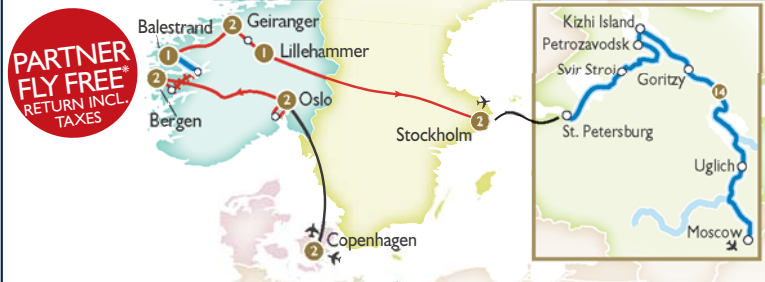 PARTNER
FLY FREE*
RETURN INCL.
TAXES
Balestrand
2
Geiranger
1
1
Lillehammer
2
Bergen
2
Oslo
Stockholm
2
2
Copenhagen
Kizhi Island
Petrozavodsk
Svir Stroi
Goritzy
14
St. Petersburg
Uglich
Moscow